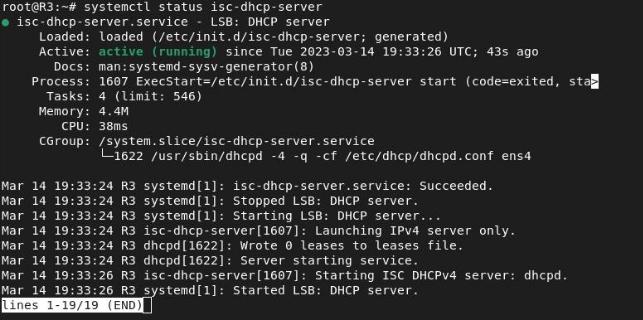 root@R3:~# systemctl status isc-dhcp-server
● isc-dhcp-server.service - LSB: DHCP server
Loaded: loaded (/etc/init.d/isc-dhcp-server; generated)
Active: active (running) since Tue 2023-03-14 19:33:26 UTC; 43s ago
Docs: man:systemd-sysv-generator(8)
Process: 1607 ExecStart=/etc/init.d/isc-dhcp-server start (code=exited, sta>
Tasks: 4 (limit: 546)
Memory: 4.4M
CPU: 38ms
CGroup: /system.slice/isc-dhcp-server.service
└─1622 /usr/sbin/dhcpd -4 -q -cf /etc/dhcp/dhcpd.conf ens4
Mar 14 19:33:24 R3 systemd[1]: isc-dhcp-server.service: Succeeded.
Mar 14 19:33:24 R3 systemd[1]: Stopped LSB: DHCP server.
Mar 14 19:33:24 R3 systemd[1]: Starting LSB: DHCP server...
Mar 14 19:33:24 R3 isc-dhcp-server[1607]: Launching IPv4 server only.
Mar 14 19:33:24 R3 dhcpd[1622]: Wrote 0 leases to leases file.
Mar 14 19:33:24 R3 dhcpd[1622]: Server starting service.
Mar 14 19:33:26 R3 isc-dhcp-server[1607]: Starting ISC DHCPv4 server: dhcpd.
Mar 14 19:33:26 R3 systemd[1]: Started LSB: DHCP server.
lines 1-19/19 (END)